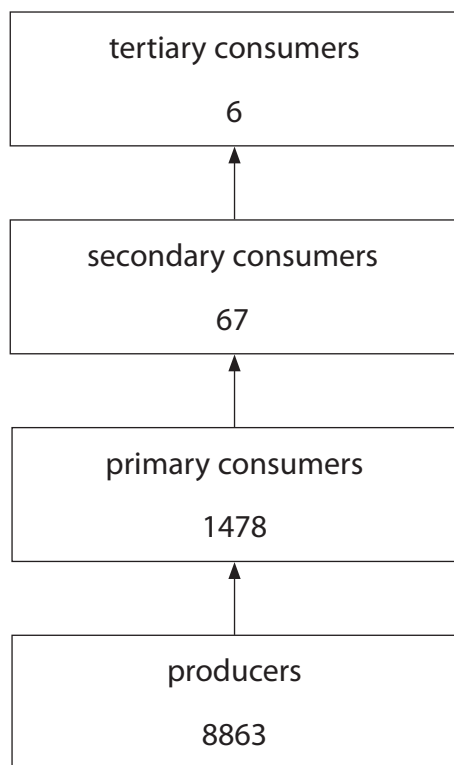 tertiary consumers
6
secondary consumers
67
primary consumers
1478
producers
8863